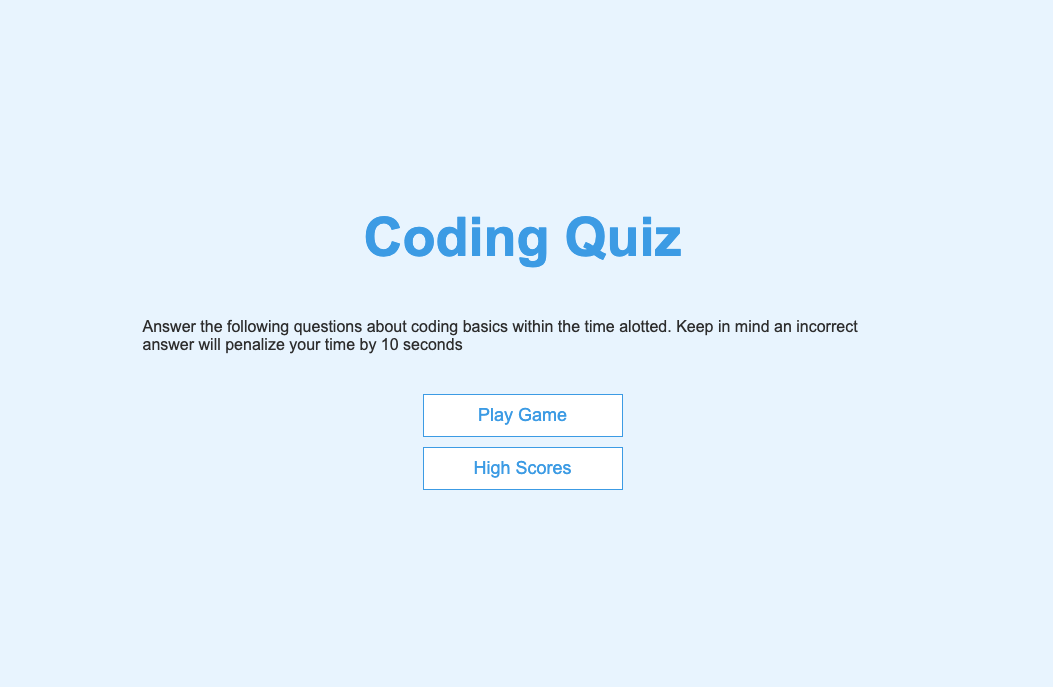 Coding Quiz
Answer the following questions about coding basics within the time alotted. Keep in mind an incorrect
answer will penalize your time by 10 seconds
Play Game
High Scores